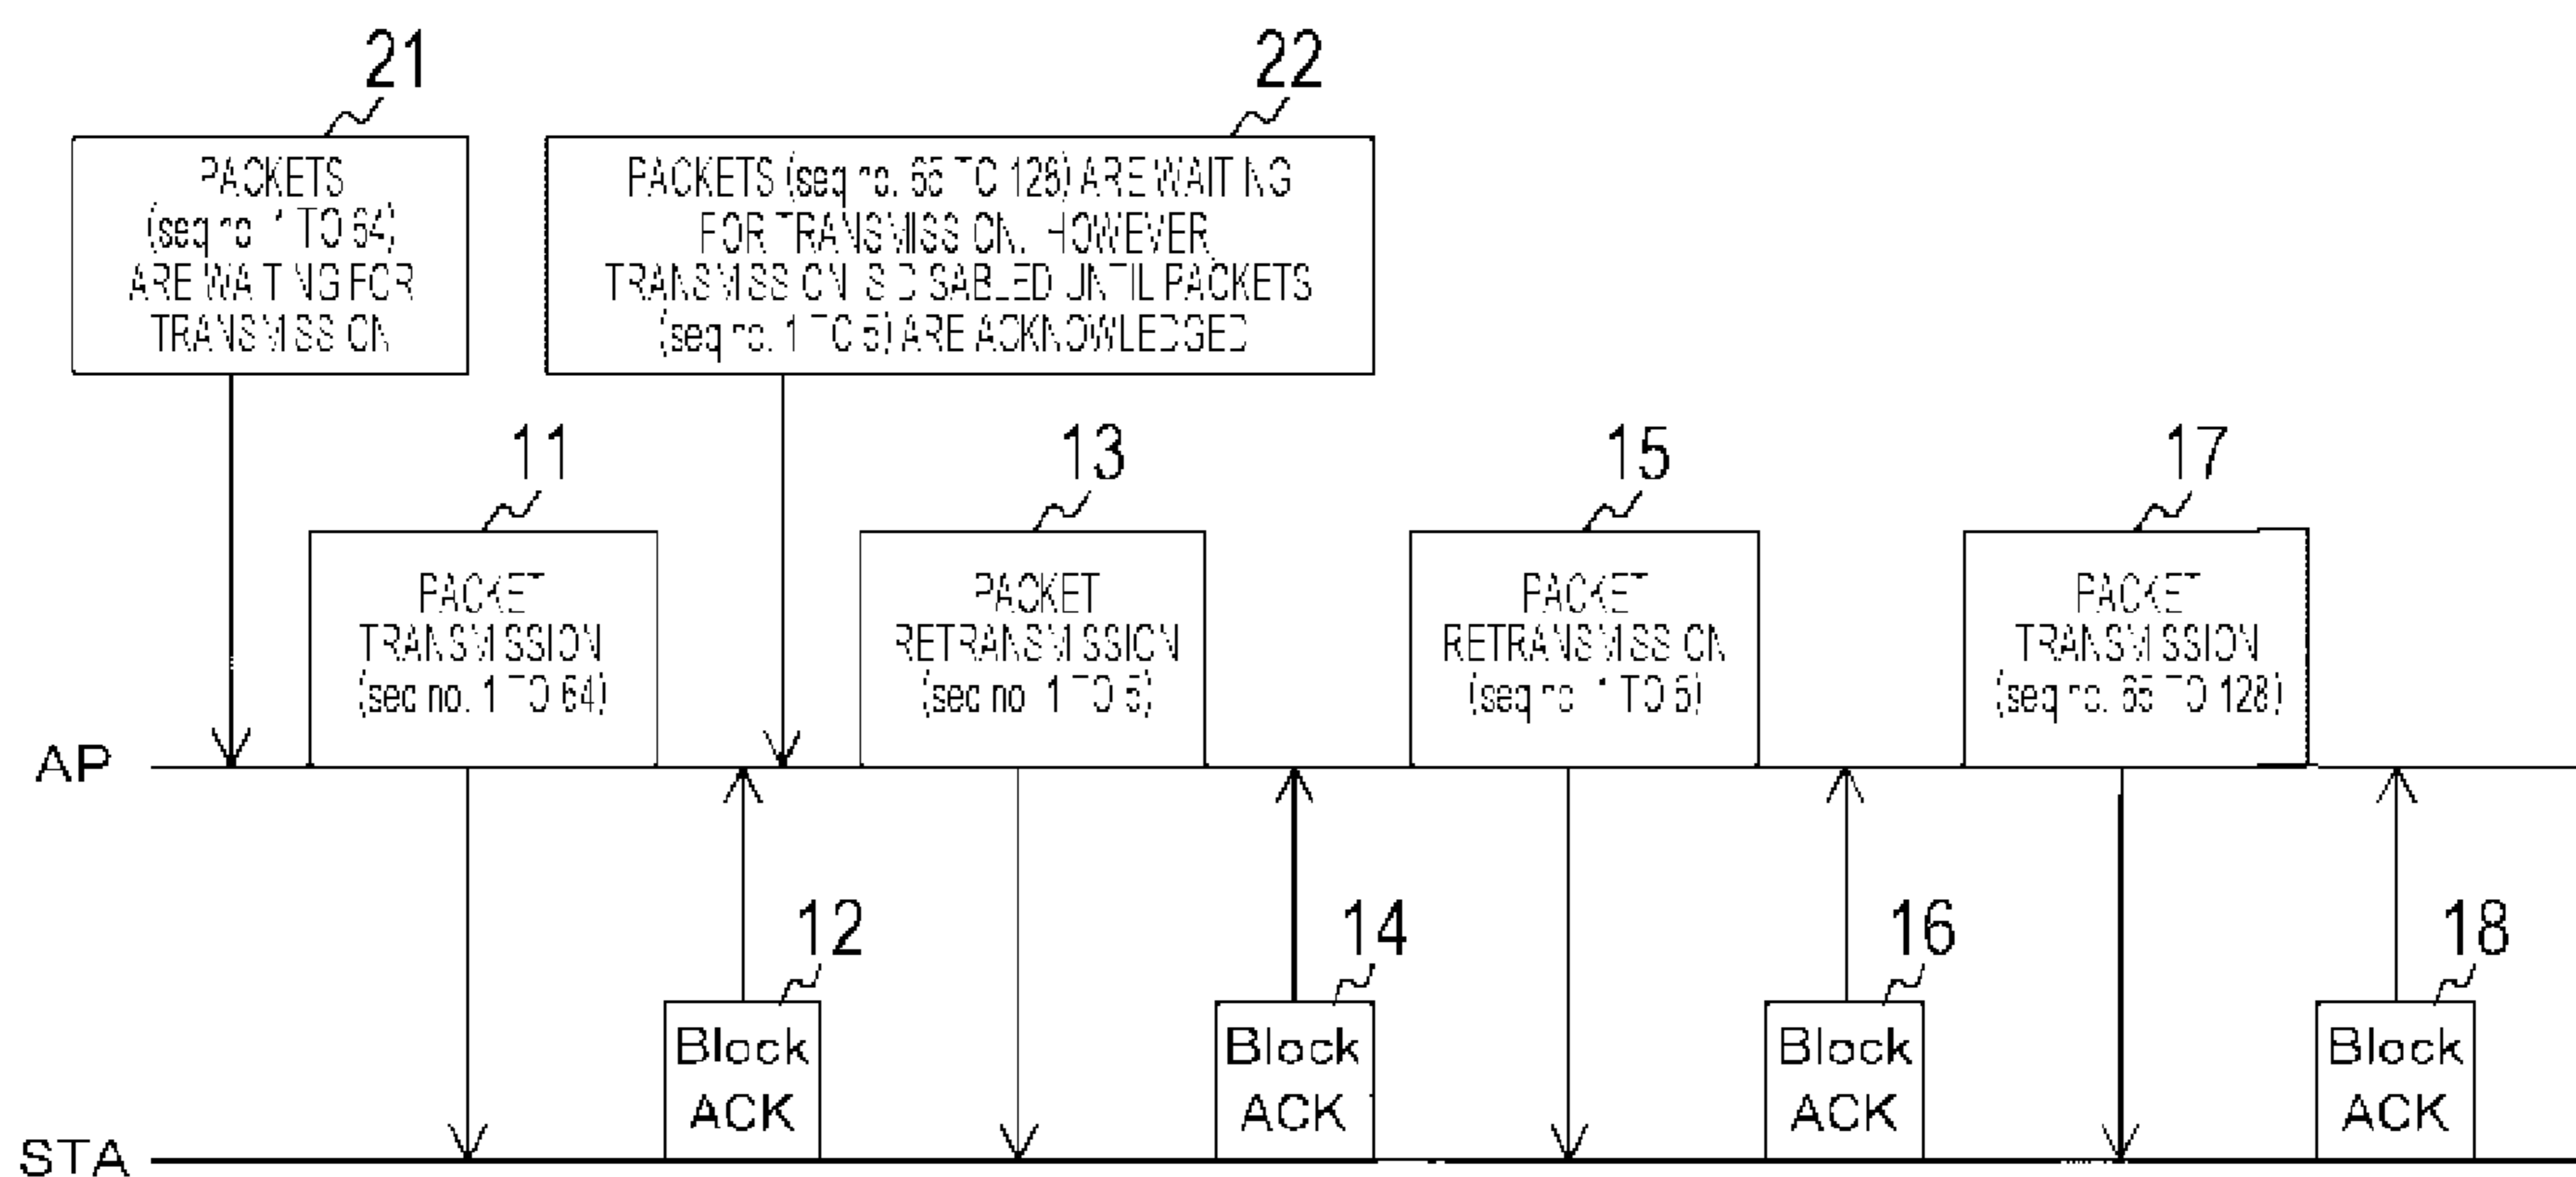 21
22
PACKETS
(seq no. 1 TO 64)
ARE WAITING FOR
TRANSMISSION
PACKETS (seq no. 65 TO 128) ARE WAITING
FOR TRANSMISSION. HOWEVER,
TRANSMISSION IS DISABLED UNTIL PACKETS
(seq no. 1 TO 5) ARE ACKNOWLEDGED
11
13
15
17
PACKET
TRANSMISSION
(seq no. 1 TO 64)
PACKET
RETRANSMISSION
(seq no. 1 TO 5)
PACKET
RETRANSMISSION
(seq no. 1 TO 5)
PACKET
TRANSMISSION
(seq no. 65 TO 128)
AP
12
14
16
18
Block
ACK
Block
ACK
Block
ACK
Block
ACK
STA